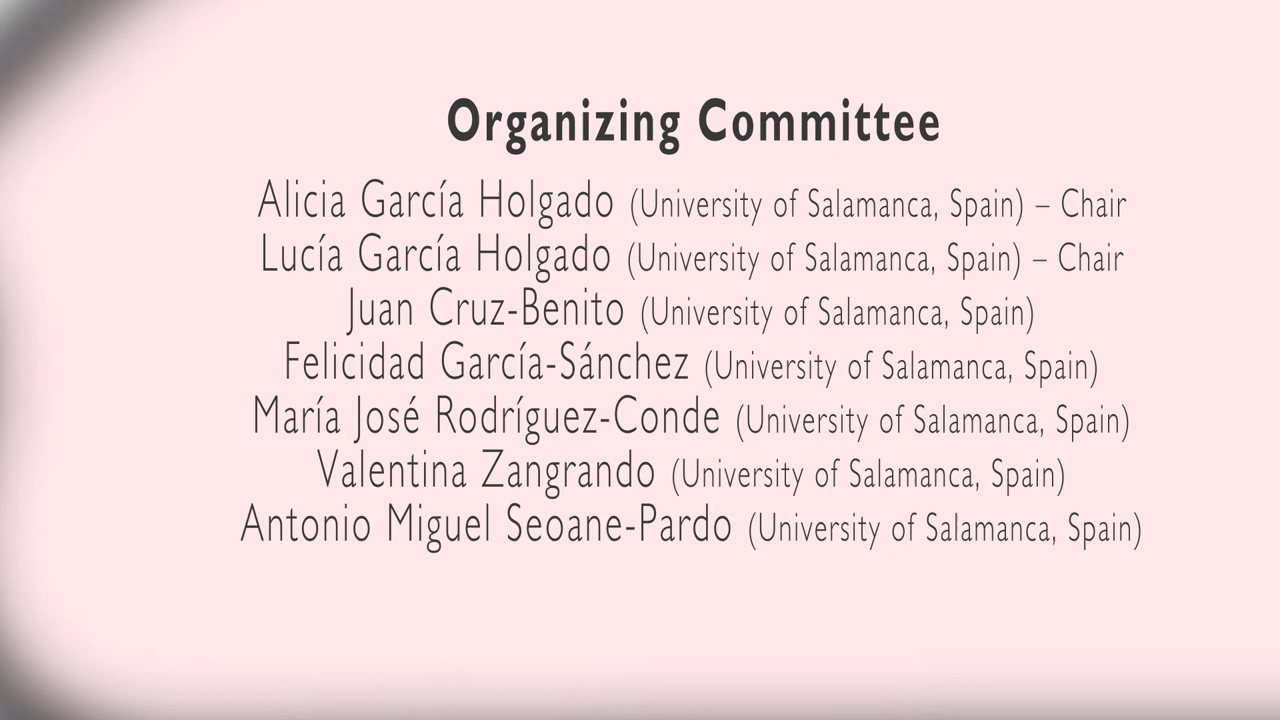 Organizing Committee
Alicia García Holgado (University of Salamanca, Spain) – Chair
Lucía García Holgado (University of Salamanca, Spain) – Chair
Juan Cruz-Benito (University of Salamanca, Spain)
Felicidad García-Sánchez (University of Salamanca, Spain)
María José Rodríguez-Conde (University of Salamanca, Spain)
Valentina Zangrando (University of Salamanca, Spain)
Antonio Miguel Seoane-Pardo (University of Salamanca, Spain)